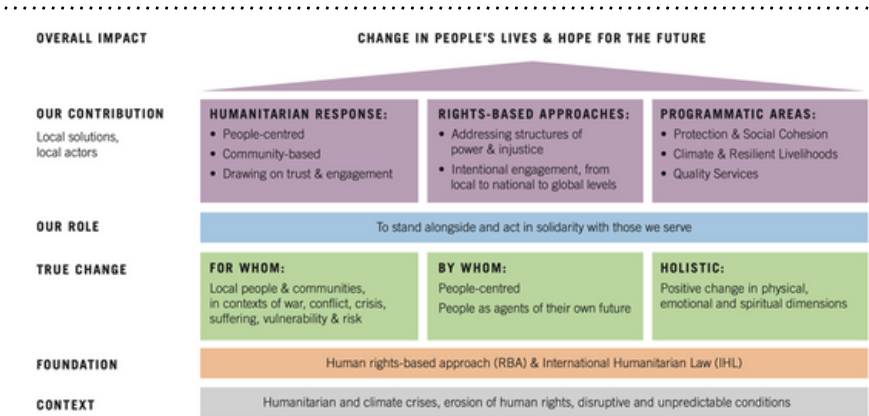 OVERALL IMPACT
CHANGE IN PEOPLE'S LIVES & HOPE FOR THE FUTURE
OUR CONTRIBUTION
Local solutions,
local actors
HUMANITARIAN RESPONSE:
• People-centred
• Community-based
• Drawing on trust & engagement
RIGHTS-BASED APPROACHES:
• Addressing structures of
power & injustice
• Intentional engagement, from
local to national to global levels
PROGRAMMATIC AREAS:
• Protection & Social Cohesion
• Climate & Resilient Livelihoods
• Quality Services
OUR ROLE
To stand alongside and act in solidarity with those we serve
TRUE CHANGE
FOR WHOM:
Local people & communities,
in contexts of war, conflict, crisis,
suffering, vulnerability & risk
BY WHOM:
People-centred
People as agents of their own future
HOLISTIC:
Positive change in physical,
emotional and spiritual dimensions
FOUNDATION
Human rights-based approach (RBA) & International Humanitarian Law (IHL)
CONTEXT
Humanitarian and climate crises, erosion of human rights, disruptive and unpredictable conditions